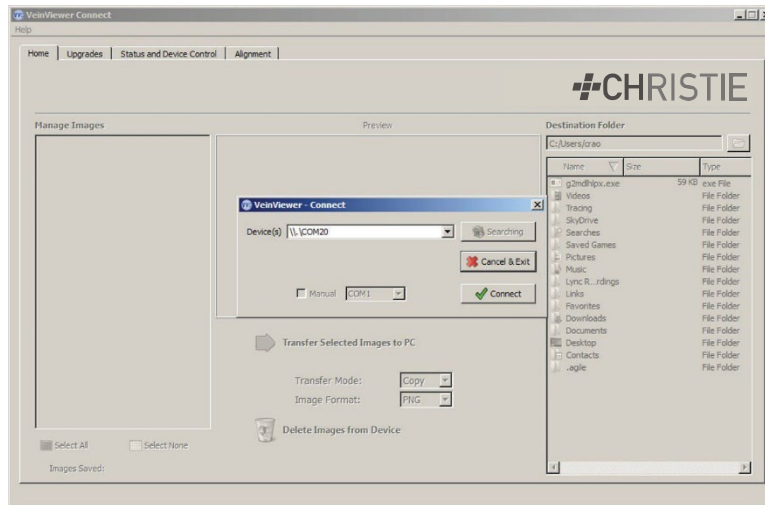 VeinViewer Connect
Help
Home Upgrades Status and Device Control Alignment
CHRISTIE
Manage Images
Preview
Destination Folder
C:/Users/crao
Name Size Type
g2mdlhlpx.exe 59 KB exe File
Videos File Folder
Tracing File Folder
SkyDrive File Folder
Searches File Folder
Saved Games File Folder
Pictures File Folder
Music File Folder
Lync R...rdings File Folder
Links File Folder
Favorites File Folder
Downloads File Folder
Documents File Folder
Desktop File Folder
Contacts File Folder
.agile File Folder
VeinViewer - Connect
Device(s) \\.\COM20 Searching
Cancel & Exit
Manual COM1 Connect
Transfer Selected Images to PC
Transfer Mode: Copy
Image Format: PNG
Delete Images from Device
Select All Select None
Images Saved: